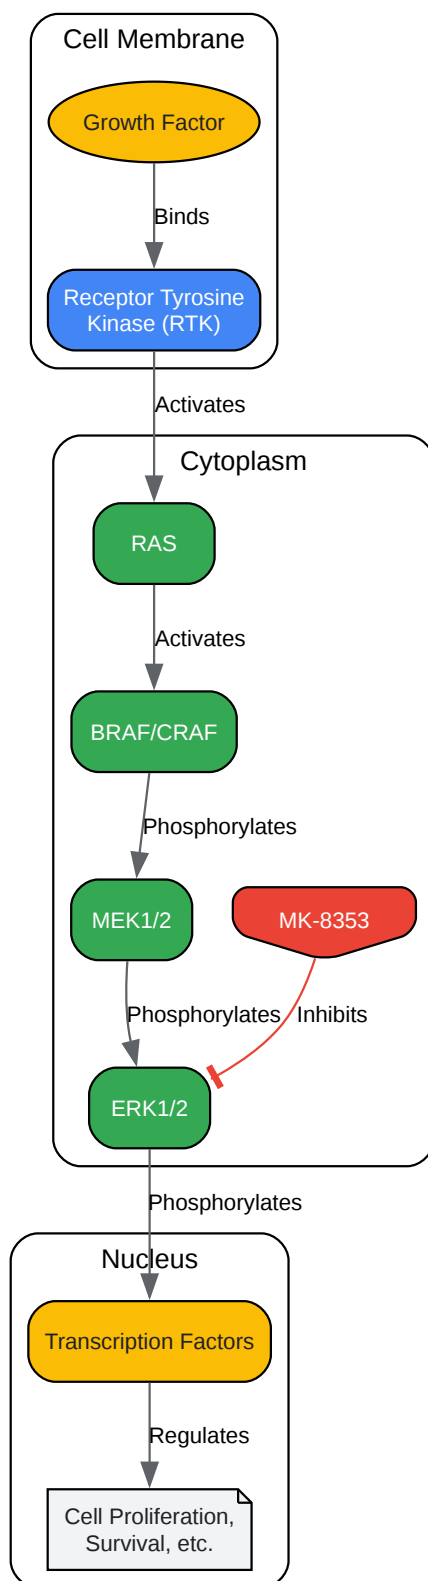 Cell Membrane
Growth Factor
Binds
Receptor Tyrosine
Kinase (RTK)
Activates
Cytoplasm
RAS
Activates
BRAF/CRAF
Phosphorylates
MEK1/2
MK-8353
Phosphorylates
Inhibits
ERK1/2
Phosphorylates
Nucleus
Transcription Factors
Regulates
Cell Proliferation,
Survival, etc.